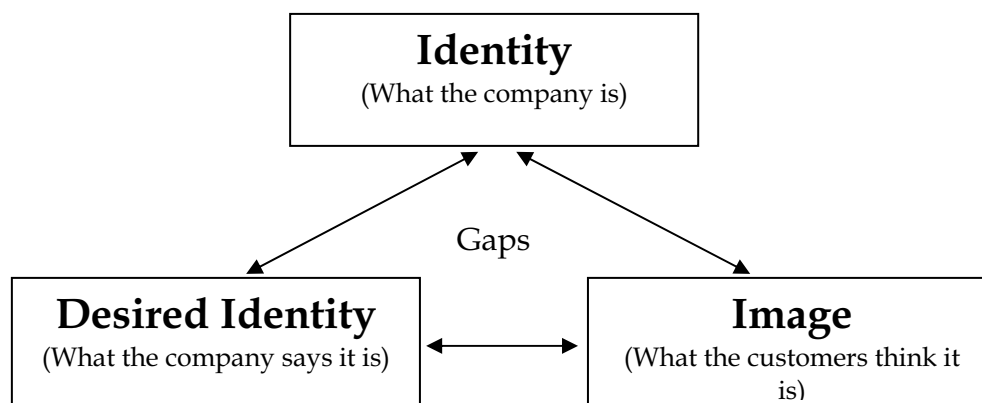 Identity
(What the company is)
Gaps
Desired Identity
(What the company says it is)
Image
(What the customers think it
is)